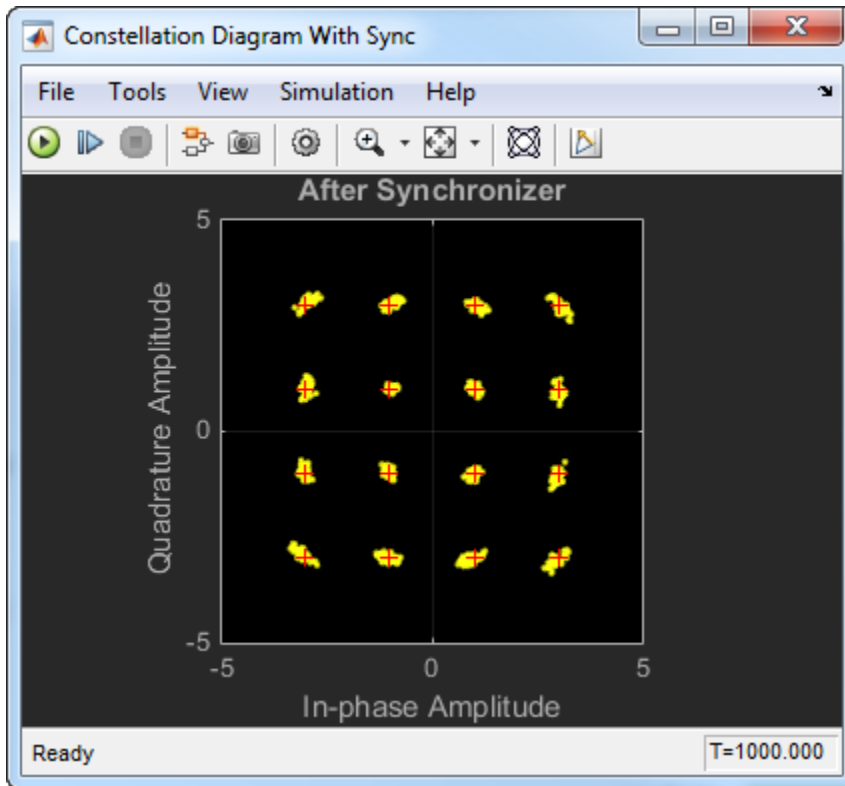 Constellation Diagram With Sync
File Tools View Simulation Help
After Synchronizer
5
Quadrature Amplitude
0
-5
-5 0 5
In-phase Amplitude
Ready T=1000.000